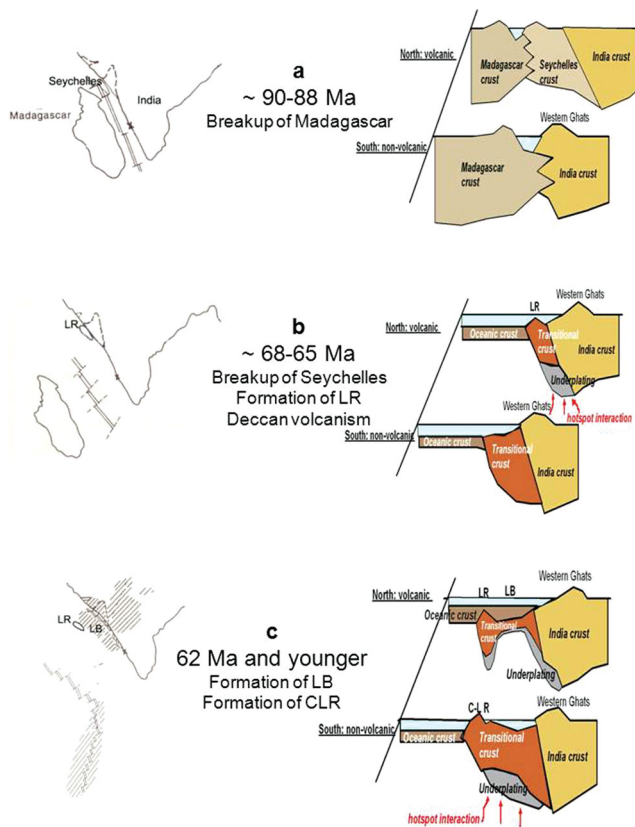 Seychelles
India
Madagascar
a
~ 90-88 Ma
Breakup of Madagascar
North: volcanic
Madagascar
crust
Seychelles
crust
India crust
Western Ghats
South: non-volcanic
Madagascar
crust
India crust
LR
b
~ 68-65 Ma
Breakup of Seychelles
Formation of LR
Deccan volcanism
Western Ghats
LR
North: volcanic
Oceanic crust
Transitional
crust
India crust
Underplating
hotspot interaction
Western Ghats
South: non-volcanic
Oceanic crust
Transitional
crust
India crust
LR
LB
c
62 Ma and younger
Formation of LB
Formation of CLR
Western Ghats
LR
LB
North: volcanic
Oceanic crust
Transitional
crust
India crust
Underplating
Western Ghats
C-L R
South: non-volcanic
Oceanic crust
Transitional
crust
India crust
Underplating
hotspot interaction